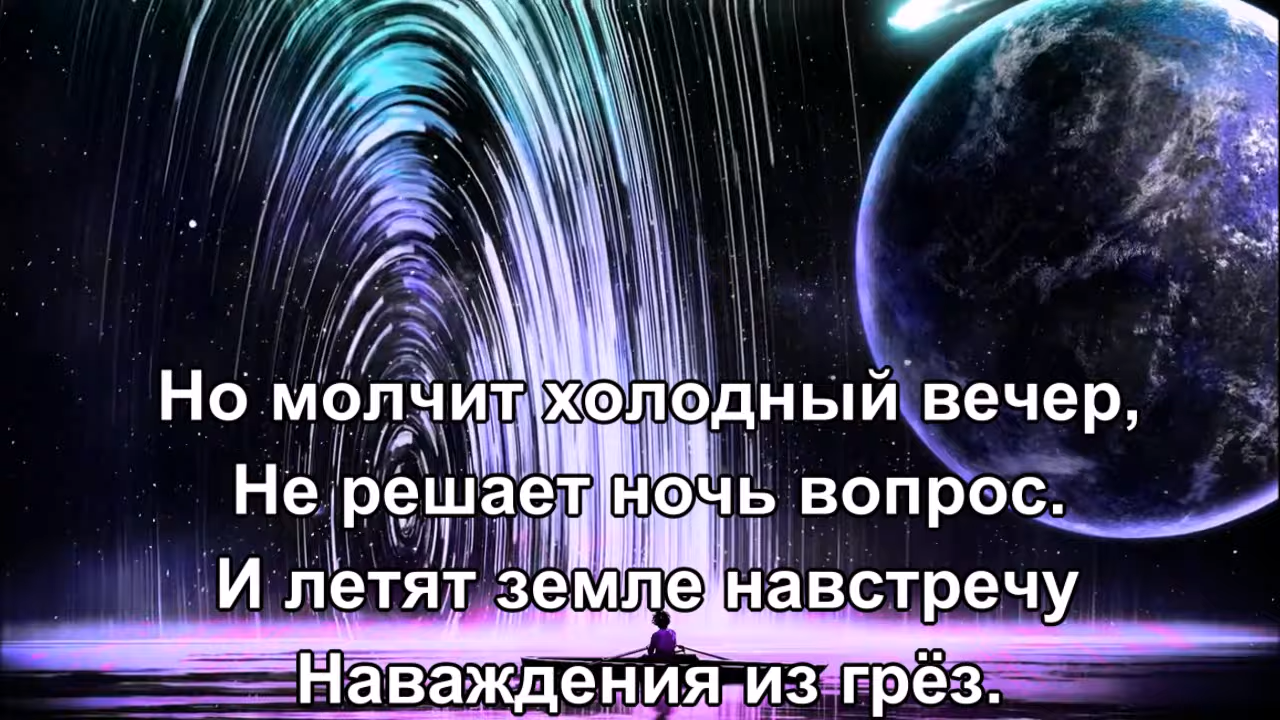 Но молчит холодный вечер,
Не решает ночь вопрос.
И летят земле навстречу
Наваждения из грёз.